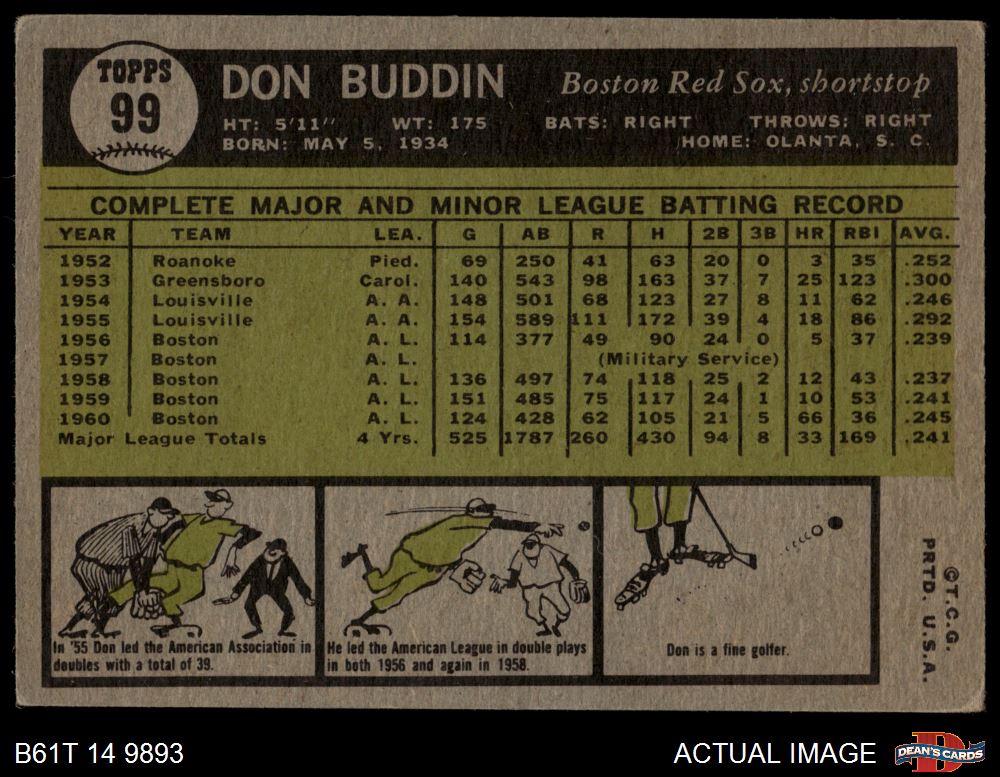 TOPPS
99
DON BUDDIN Boston Red Sox, shortstop
HT: 5'11" WT: 175 BATS: RIGHT THROWS: RIGHT
BORN: MAY 5, 1934 HOME: OLANTA, S. C.
COMPLETE MAJOR AND MINOR LEAGUE BATTING RECORD
YEAR TEAM LEA. G AB R H 2B 3B HR RBI AVG.
1952 Roanoke Pied. 69 250 41 63 20 0 3 35 .252
1953 Greensboro Carol. 140 543 98 163 37 7 25 123 .300
1954 Louisville A. A. 148 501 68 123 27 8 11 62 .246
1955 Louisville A. A. 154 589 111 172 39 4 18 86 .292
1956 Boston A. L. 114 377 49 90 24 0 5 37 .239
1957 Boston A. L. (Military Service)
1958 Boston A. L. 136 497 74 118 25 2 12 43 .237
1959 Boston A. L. 151 485 75 117 24 1 10 53 .241
1960 Boston A. L. 124 428 62 105 21 5 66 36 .245
Major League Totals 4 Yrs. 525 1787 260 430 94 8 33 169 .241
In '55 Don led the American Association in
doubles with a total of 39.
He led the American League in double plays
in both 1956 and again in 1958.
Don is a fine golfer.
©T.C.G.
PRTD. U.S.A.
B61T 14 9893 ACTUAL IMAGE
DEAN'S CARDS